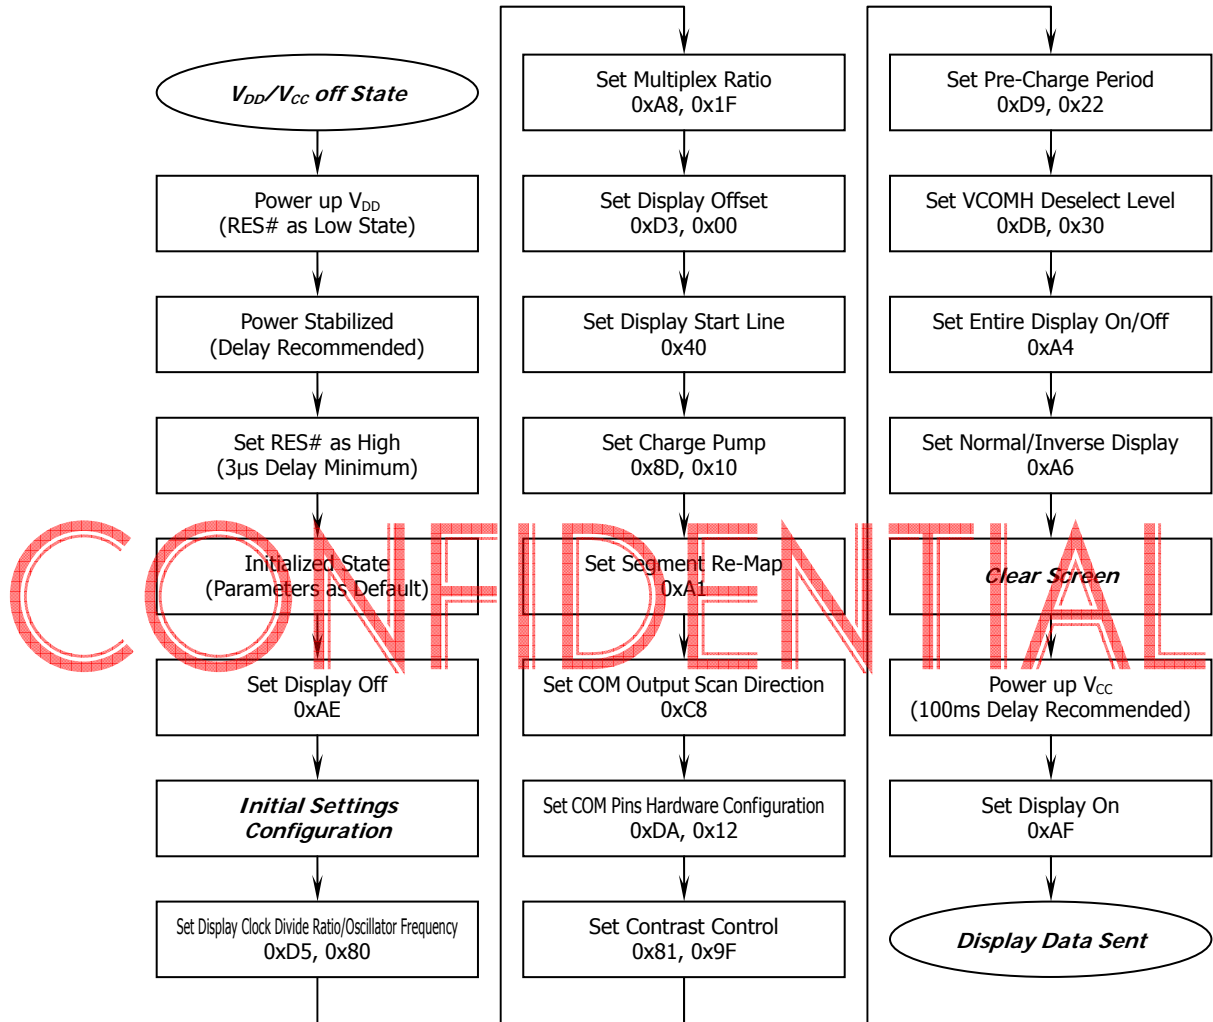 V_DD/V_CC off State
Power up V_DD
(RES# as Low State)
Power Stabilized
(Delay Recommended)
Set RES# as High
(3μs Delay Minimum)
Initialized State
(Parameters as Default)
Set Display Off
0xAE
Initial Settings
Configuration
Set Display Clock Divide Ratio/Oscillator Frequency
0xD5, 0x80
Set Multiplex Ratio
0xA8, 0x1F
Set Display Offset
0xD3, 0x00
Set Display Start Line
0x40
Set Charge Pump
0x8D, 0x10
Set Segment Re-Map
0xA1
Set COM Output Scan Direction
0xC8
Set COM Pins Hardware Configuration
0xDA, 0x12
Set Contrast Control
0x81, 0x9F
Set Pre-Charge Period
0xD9, 0x22
Set VCOMH Deselect Level
0xDB, 0x30
Set Entire Display On/Off
0xA4
Set Normal/Inverse Display
0xA6
Clear Screen
Power up V_CC
(100ms Delay Recommended)
Set Display On
0xAF
Display Data Sent
CONFIDENTIAL